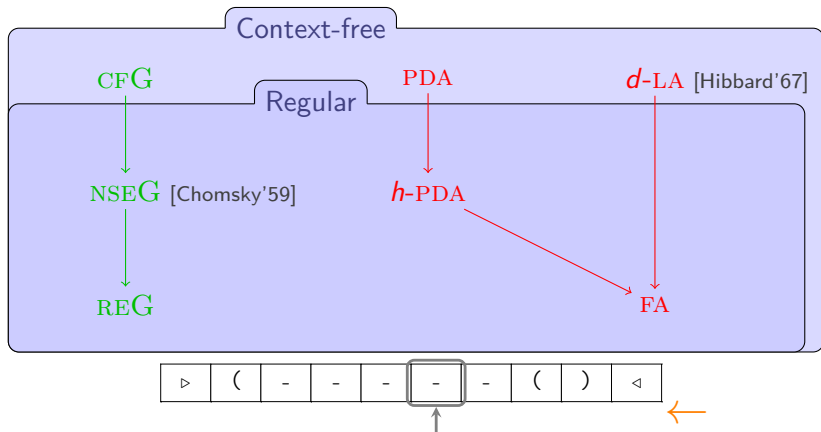 Context-free
CFG PDA d-LA [Hibbard'67]
Regular
NSEG [Chomsky'59] h-PDA
REG FA
▹ ( - - - - - ( ) ◃